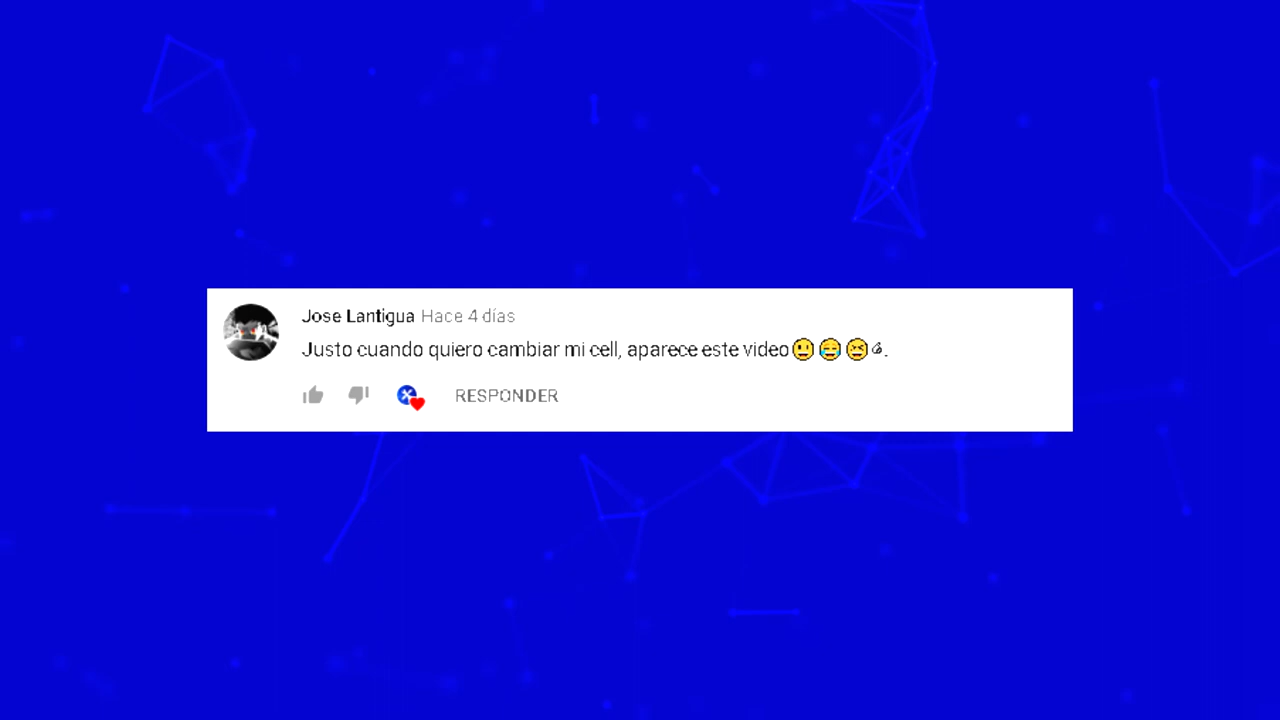 Jose Lantigua Hace 4 días
Justo cuando quiero cambiar mi cell, aparece este video🙂😂😆💍.
RESPONDER